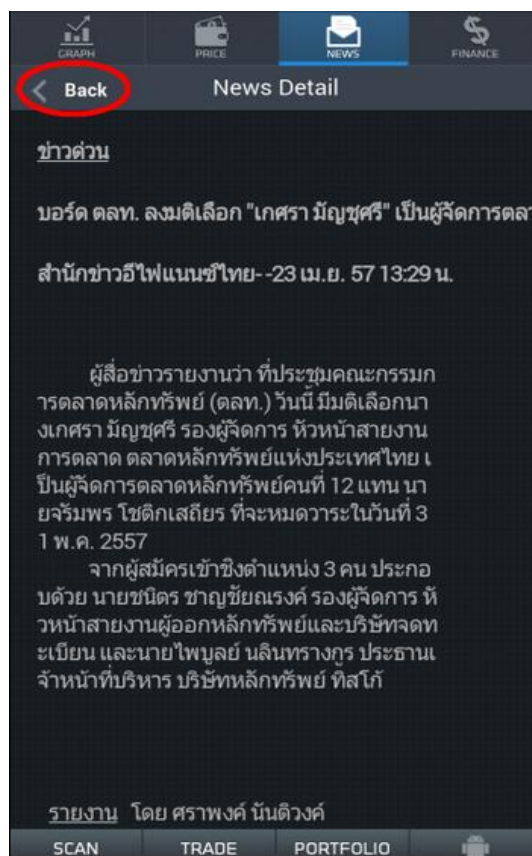 GRAPH PRICE NEWS FINANCE
Back News Detail
ข่าวด่วน
บอร์ด ตลท. ลงมติเลือก "เกศรา มัญชุศรี" เป็นผู้จัดการตลา
สำนักข่าวอีไฟแนนซ์ไทย--23 เม.ย. 57 13:29 น.
ผู้สื่อข่าวรายงานว่า ที่ประชุมคณะกรรมก
ารตลาดหลักทรัพย์ (ตลท.) วันนี้ มีมติเลือกนา
งเกศรา มัญชุศรี รองผู้จัดการ หัวหน้าสายงาน
การตลาด ตลาดหลักทรัพย์แห่งประเทศไทย เ
ป็นผู้จัดการตลาดหลักทรัพย์คนที่ 12 แทน นา
ยจรัมพร โชติกเสถียร ที่จะหมดวาระในวันที่ 3
1 พ.ค. 2557
จากผู้สมัครเข้าชิงตำแหน่ง 3 คน ประกอ
บด้วย นายชนิตร ชาญชัยณรงค์ รองผู้จัดการ หั
วหน้าสายงานผู้ออกหลักทรัพย์และบริษัทจดท
ะเบียน และนายไพบูลย์ นลินทรางกูร ประธานเ
จ้าหน้าที่บริหาร บริษัทหลักทรัพย์ ทิสโก้
รายงาน โดย ศราพงค์ นันติวงค์
SCAN TRADE PORTFOLIO